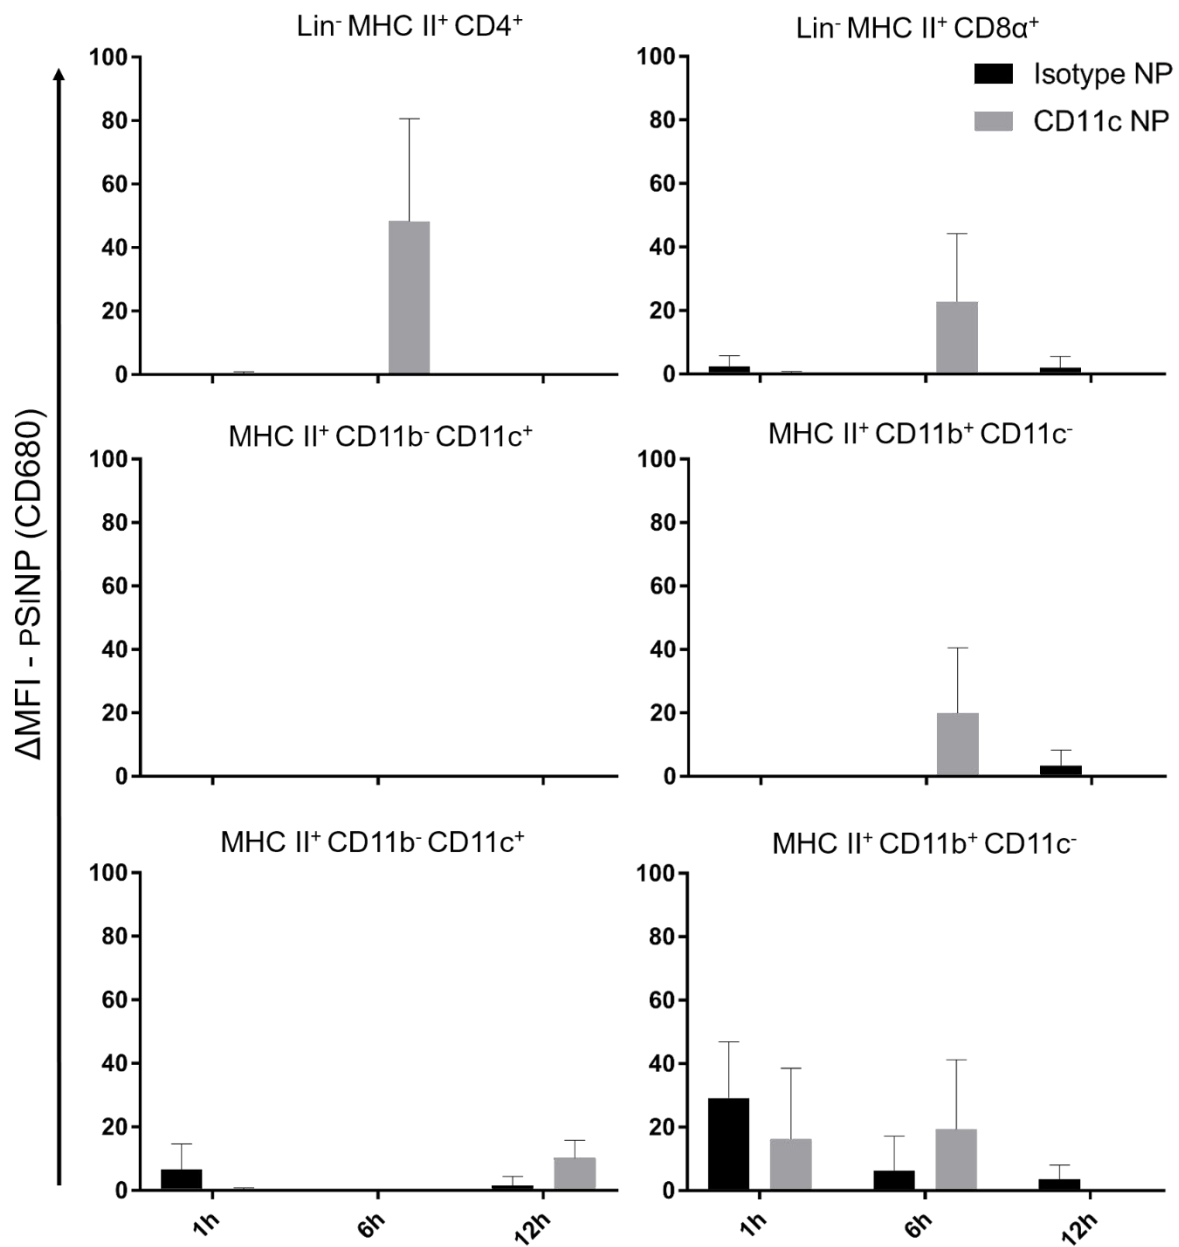 Lin⁻ MHC II⁺ CD4⁺
Lin⁻ MHC II⁺ CD8α⁺
Isotype NP
CD11c NP
100
80
60
40
20
0
100
80
60
40
20
0
ΔMFI - PSiNP (CD680)
MHC II⁺ CD11b⁻ CD11c⁺
MHC II⁺ CD11b⁺ CD11c⁻
100
80
60
40
20
0
100
80
60
40
20
0
MHC II⁺ CD11b⁻ CD11c⁺
MHC II⁺ CD11b⁺ CD11c⁻
100
80
60
40
20
0
100
80
60
40
20
0
1h
6h
12h
1h
6h
12h